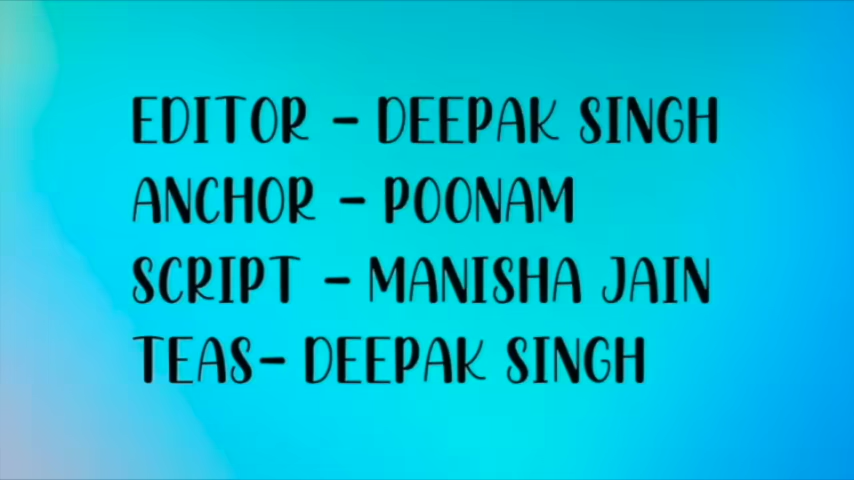 EDITOR - DEEPAK SINGH
ANCHOR - POONAM
SCRIPT - MANISHA JAIN
TEAS- DEEPAK SINGH